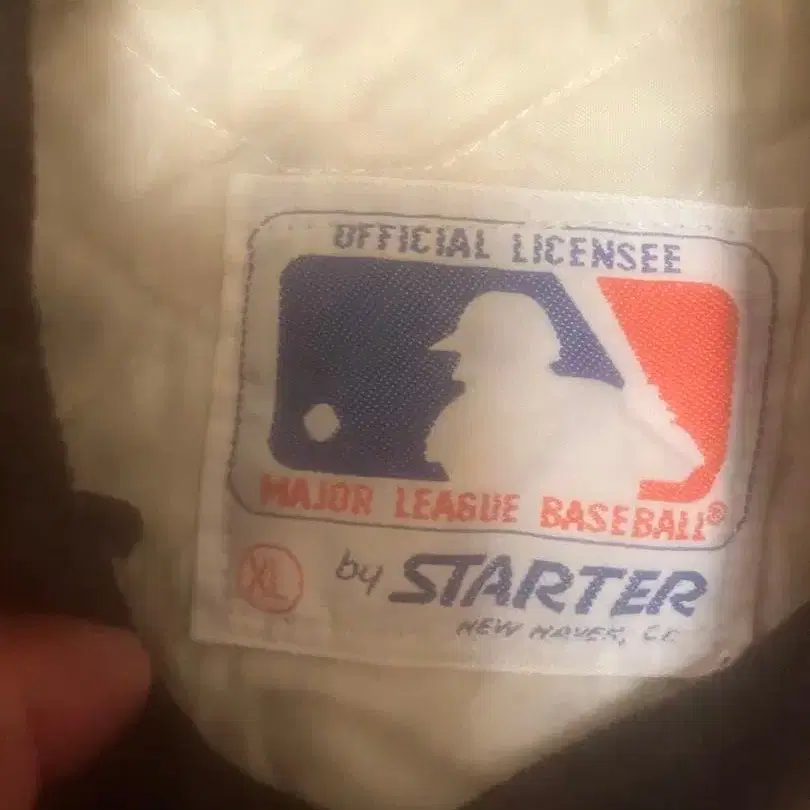 OFFICIAL LICENSEE
MAJOR LEAGUE BASEBALL®
XL by STARTER
NEW HAVEN, CT